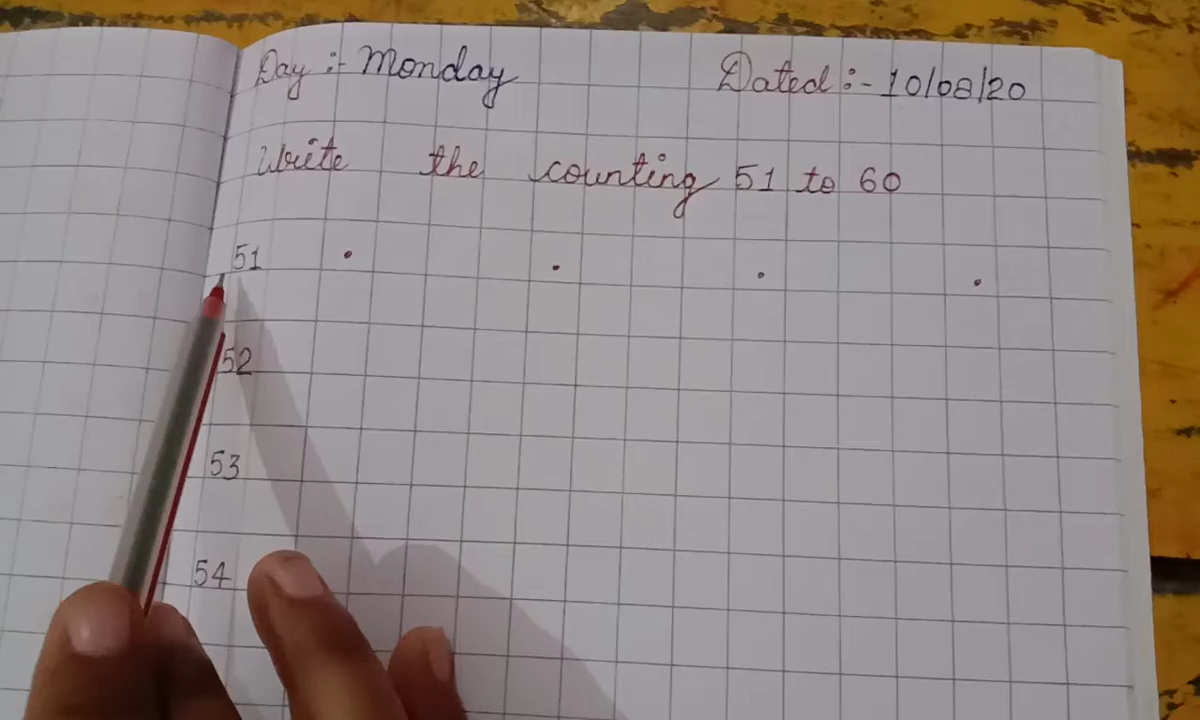 Day :- Monday Dated :- 10/08/20
Write the counting 51 to 60
51 . . . .
52
53
54